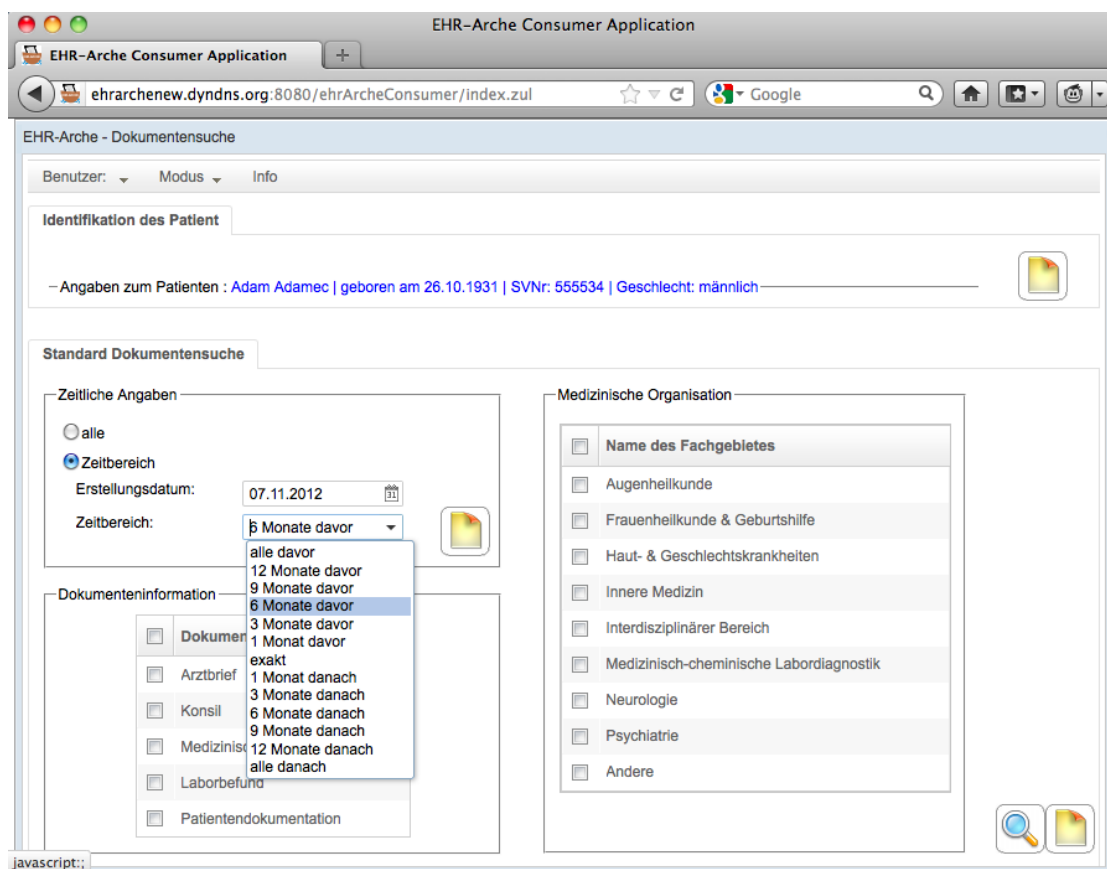 EHR-Arche Consumer Application
EHR-Arche Consumer Application
ehrarchenew.dyndns.org:8080/ehrArcheConsumer/index.zul
Google
EHR-Arche - Dokumentensuche
Benutzer: Modus Info
Identifikation des Patient
Angaben zum Patienten : Adam Adamec | geboren am 26.10.1931 | SVNr: 555534 | Geschlecht: männlich
Standard Dokumentensuche
Zeitliche Angaben
alle
Zeitbereich
Erstellungsdatum: 07.11.2012 31
Zeitbereich: 6 Monate davor
alle davor
12 Monate davor
9 Monate davor
6 Monate davor
3 Monate davor
1 Monat davor
exakt
1 Monat danach
3 Monate danach
6 Monate danach
9 Monate danach
12 Monate danach
alle danach
Dokumenteninformation
Dokumen
Arztbrief
Konsil
Medizinisc
Laborbefund
Patientendokumentation
Medizinische Organisation
Name des Fachgebietes
Augenheilkunde
Frauenheilkunde & Geburtshilfe
Haut- & Geschlechtskrankheiten
Innere Medizin
Interdisziplinärer Bereich
Medizinisch-cheminische Labordiagnostik
Neurologie
Psychiatrie
Andere
javascript:;